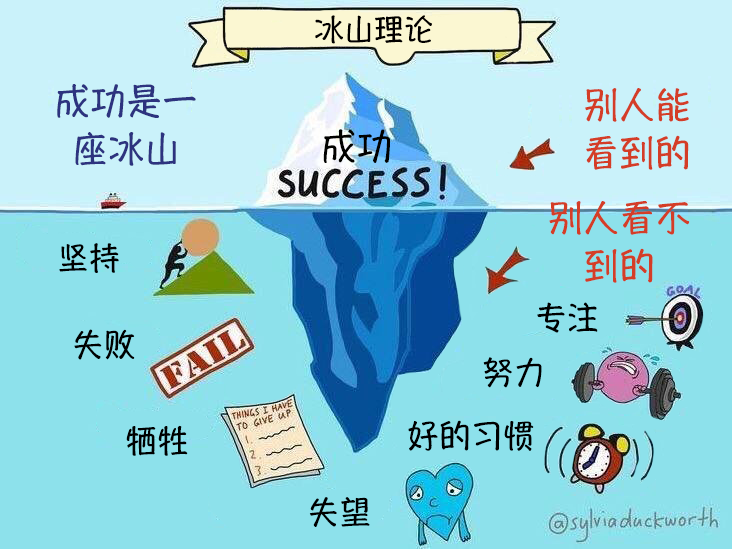 冰山理论
成功是一
座冰山
成功
SUCCESS!
别人能
看到的
别人看不
到的
坚持
失败
FAIL
牺牲
THINGS I HAVE
TO GIVE UP
1.
2.
3.
失望
专注
GOAL
努力
好的习惯
@sylviaduckworth